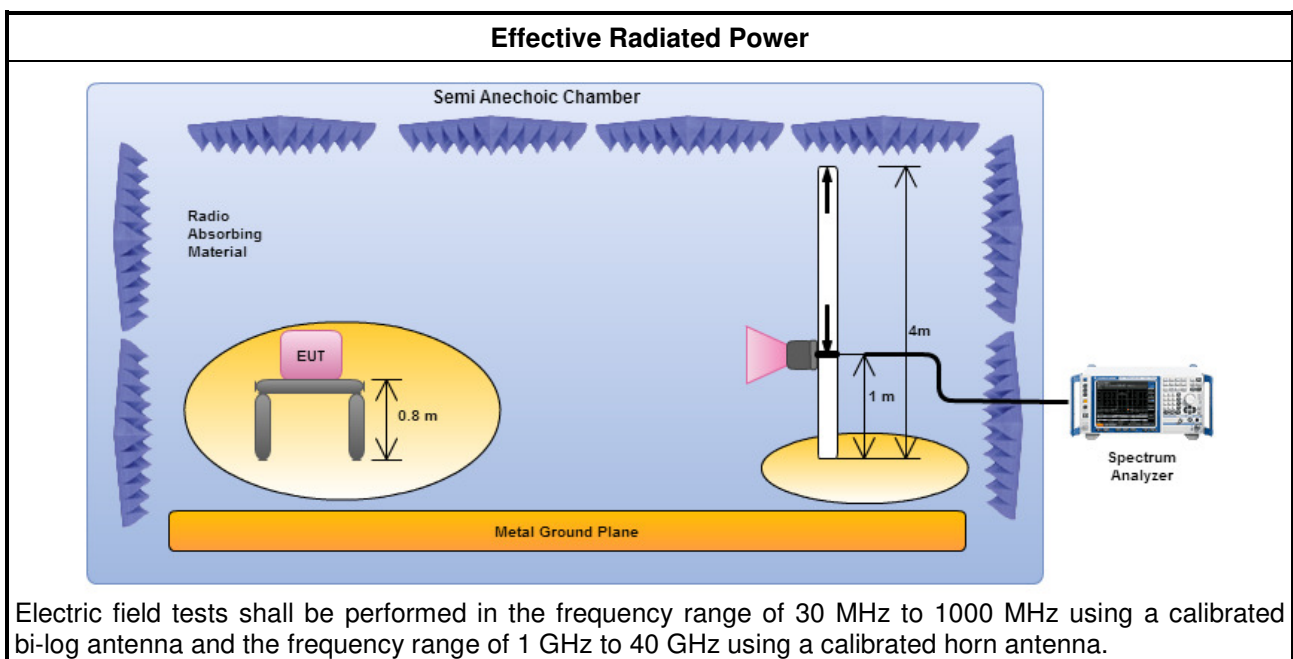 Effective Radiated Power
Semi Anechoic Chamber
Radio
Absorbing
Material
EUT
0.8 m
4m
1 m
Spectrum
Analyzer
Metal Ground Plane
Electric field tests shall be performed in the frequency range of 30 MHz to 1000 MHz using a calibrated
bi-log antenna and the frequency range of 1 GHz to 40 GHz using a calibrated horn antenna.